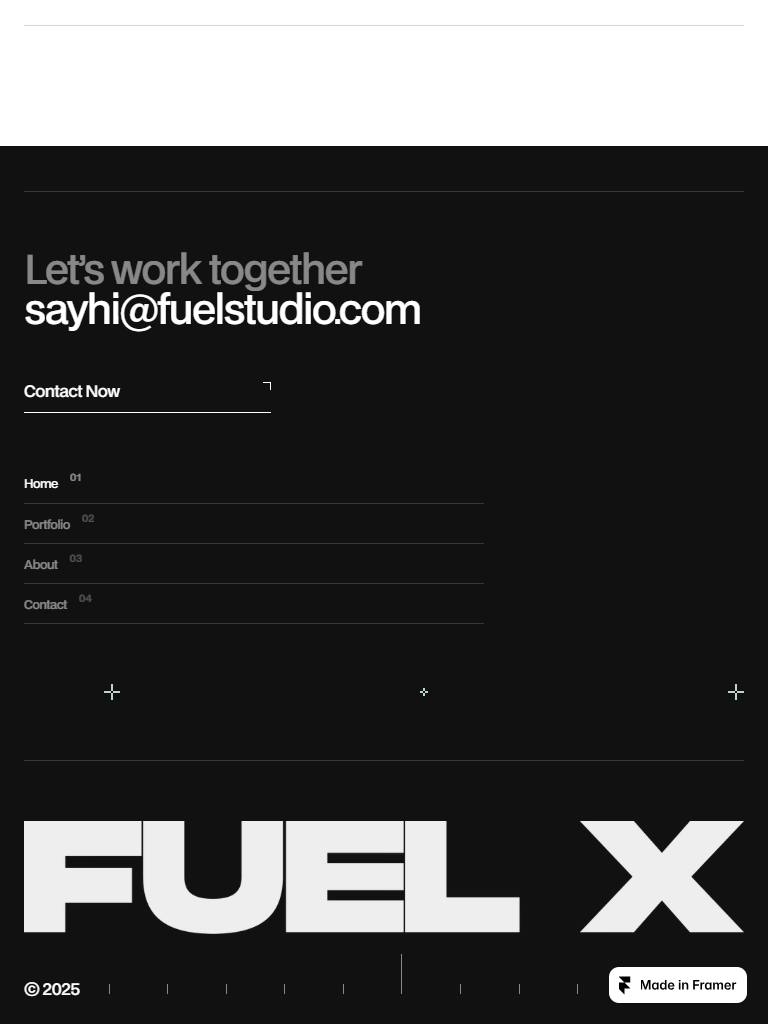 Let’s work together
sayhi@fuelstudio.com
Contact Now
Home 01
Portfolio 02
About 03
Contact 04
FUEL X
© 2025
Made in Framer